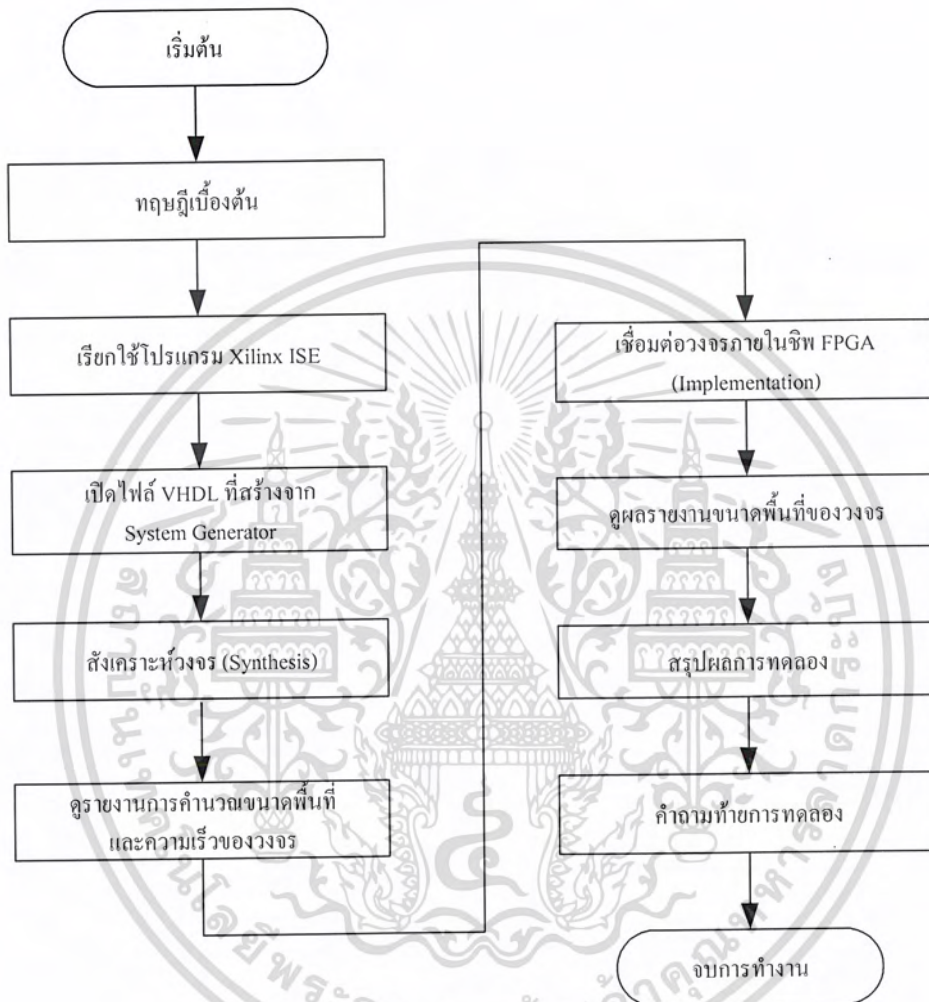 เริ่มต้น
ทฤษฎีเบื้องต้น
เรียกใช้โปรแกรม Xilinx ISE
เปิดไฟล์ VHDL ที่สร้างจาก
System Generator
สังเคราะห์วงจร (Synthesis)
ดูรายงานการคำนวณขนาดพื้นที่
และความเร็วของวงจร
เชื่อมต่อวงจรภายในชิพ FPGA
(Implementation)
ดูผลรายงานขนาดพื้นที่ของวงจร
สรุปผลการทดลอง
คำถามท้ายการทดลอง
จบการทำงาน